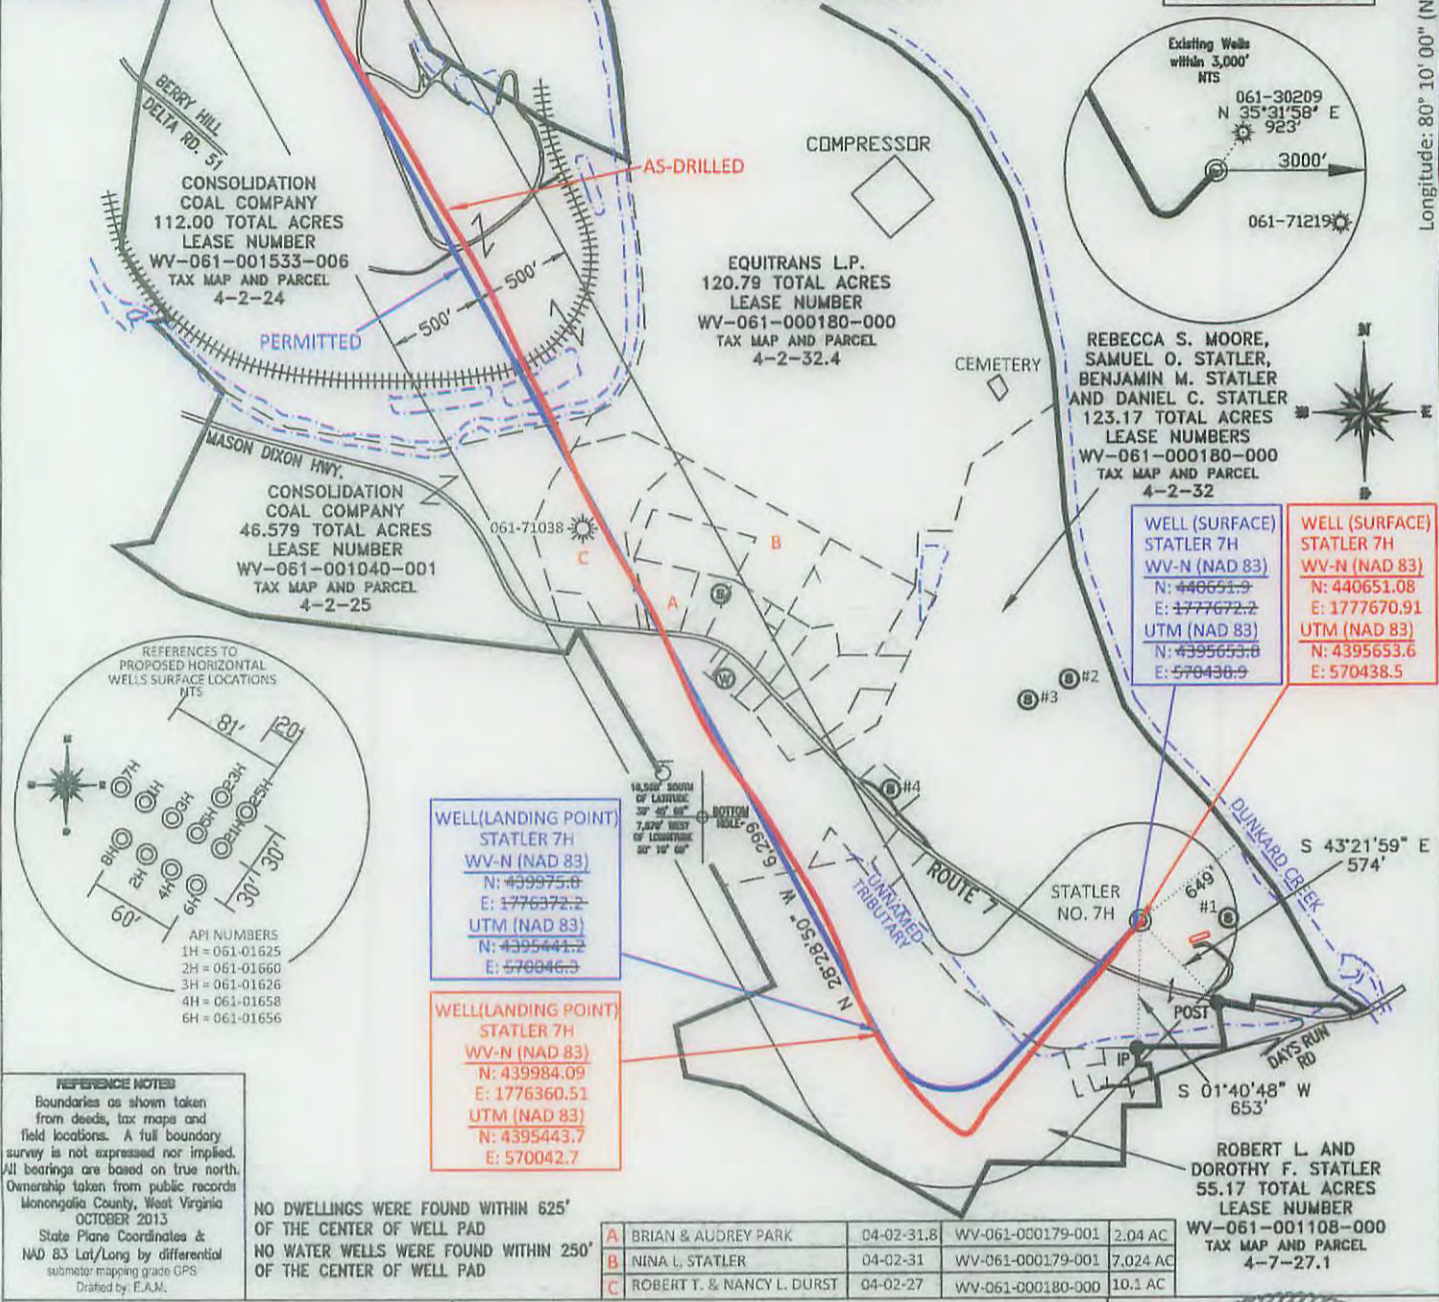 Longitude: 80° 10' 00" (N
Existing Wells
within 3,000'
NTS
061-30209
N 35°31'58" E
923'
3000'
061-71219
BERRY HILL
DELTA RD. 51
CONSOLIDATION
COAL COMPANY
112.00 TOTAL ACRES
LEASE NUMBER
WV-061-001533-006
TAX MAP AND PARCEL
4-2-24
AS-DRILLED
PERMITTED
500'
500'
COMPRESSOR
EQUITRANS L.P.
120.79 TOTAL ACRES
LEASE NUMBER
WV-061-000180-000
TAX MAP AND PARCEL
4-2-32.4
CEMETERY
REBECCA S. MOORE,
SAMUEL O. STATLER,
BENJAMIN M. STATLER
AND DANIEL C. STATLER
123.17 TOTAL ACRES
LEASE NUMBERS
WV-061-000180-000
TAX MAP AND PARCEL
4-2-32
N
E
MASON DIXON HWY.
CONSOLIDATION
COAL COMPANY
46.579 TOTAL ACRES
LEASE NUMBER
WV-061-001040-001
TAX MAP AND PARCEL
4-2-25
061-71038
C
B
A
S
W
WELL (SURFACE)
STATLER 7H
WV-N (NAD 83)
N: 440651.9
E: 1777672.2
UTM (NAD 83)
N: 4395653.8
E: 570438.9
WELL (SURFACE)
STATLER 7H
WV-N (NAD 83)
N: 440651.08
E: 1777670.91
UTM (NAD 83)
N: 4395653.6
E: 570438.5
S #2
S #3
S #4
REFERENCES TO
PROPOSED HORIZONTAL
WELLS SURFACE LOCATIONS
NTS
81'
20'
7H
1H
3H
5H
23H
21H
25H
8H
2H
4H
6H
60'
30'
30'
API NUMBERS
1H = 061-01625
2H = 061-01660
3H = 061-01626
4H = 061-01658
6H = 061-01656
SOUTH
OF LATITUDE
WEST
OF LONGITUDE
BOTTOM
HOLE
N 28°28'50" W 6,299'
WELL(LANDING POINT)
STATLER 7H
WV-N (NAD 83)
N: 439975.8
E: 1776372.2
UTM (NAD 83)
N: 4395441.2
E: 570046.3
WELL(LANDING POINT)
STATLER 7H
WV-N (NAD 83)
N: 439984.09
E: 1776360.51
UTM (NAD 83)
N: 4395443.7
E: 570042.7
UNNAMED
TRIBUTARY
ROUTE 7
DUNKARD CREEK
STATLER
NO. 7H
649'
#1 S
S 43°21'59" E
574'
POST
IP
DAYS RUN
RD
S 01°40'48" W
653'
ROBERT L. AND
DOROTHY F. STATLER
55.17 TOTAL ACRES
LEASE NUMBER
WV-061-001108-000
TAX MAP AND PARCEL
4-7-27.1
REFERENCE NOTES
Boundaries as shown taken
from deeds, tax maps and
field locations. A full boundary
survey is not expressed nor implied.
All bearings are based on true north.
Ownership taken from public records
Monongalia County, West Virginia
OCTOBER 2013
State Plane Coordinates &
NAD 83 Lat/Long by differential
submeter mapping grade GPS
Drafted by: E.A.M.
NO DWELLINGS WERE FOUND WITHIN 625'
OF THE CENTER OF WELL PAD
NO WATER WELLS WERE FOUND WITHIN 250'
OF THE CENTER OF WELL PAD
A BRIAN & AUDREY PARK 04-02-31.8 WV-061-000179-001 2.04 AC
B NINA L. STATLER 04-02-31 WV-061-000179-001 7.024 AC
C ROBERT T. & NANCY L. DURST 04-02-27 WV-061-000180-000 10.1 AC